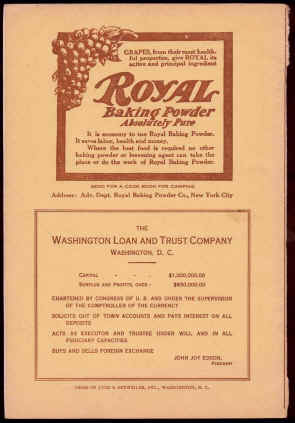 GRAPES, from their most health-
ful properties, give ROYAL its
active and principal ingredient
ROYAL
Baking Powder
Absolutely Pure
It is economy to use Royal Baking Powder.
It saves labor, health and money.
Where the best food is required no other
baking powder or leavening agent can take the
place or do the work of Royal Baking Powder.
SEND FOR A COOK BOOK FOR CAMPING
Address: Adv. Dept. Royal Baking Powder Co., New York City
THE
WASHINGTON LOAN AND TRUST COMPANY
WASHINGTON, D. C.
CAPITAL - - - $1,000,000.00
SURPLUS AND PROFITS, OVER - $650,000.00
CHARTERED BY CONGRESS OF U. S. AND UNDER THE SUPERVISION
OF THE COMPTROLLER OF THE CURRENCY
SOLICITS OUT OF TOWN ACCOUNTS AND PAYS INTEREST ON ALL
DEPOSITS
ACTS AS EXECUTOR AND TRUSTEE UNDER WILL AND IN ALL
FIDUCIARY CAPACITIES
BUYS AND SELLS FOREIGN EXCHANGE
JOHN JOY EDSON,
PRESIDENT
PRESS OF JUDD & DETWEILER, INC., WASHINGTON, D. C.